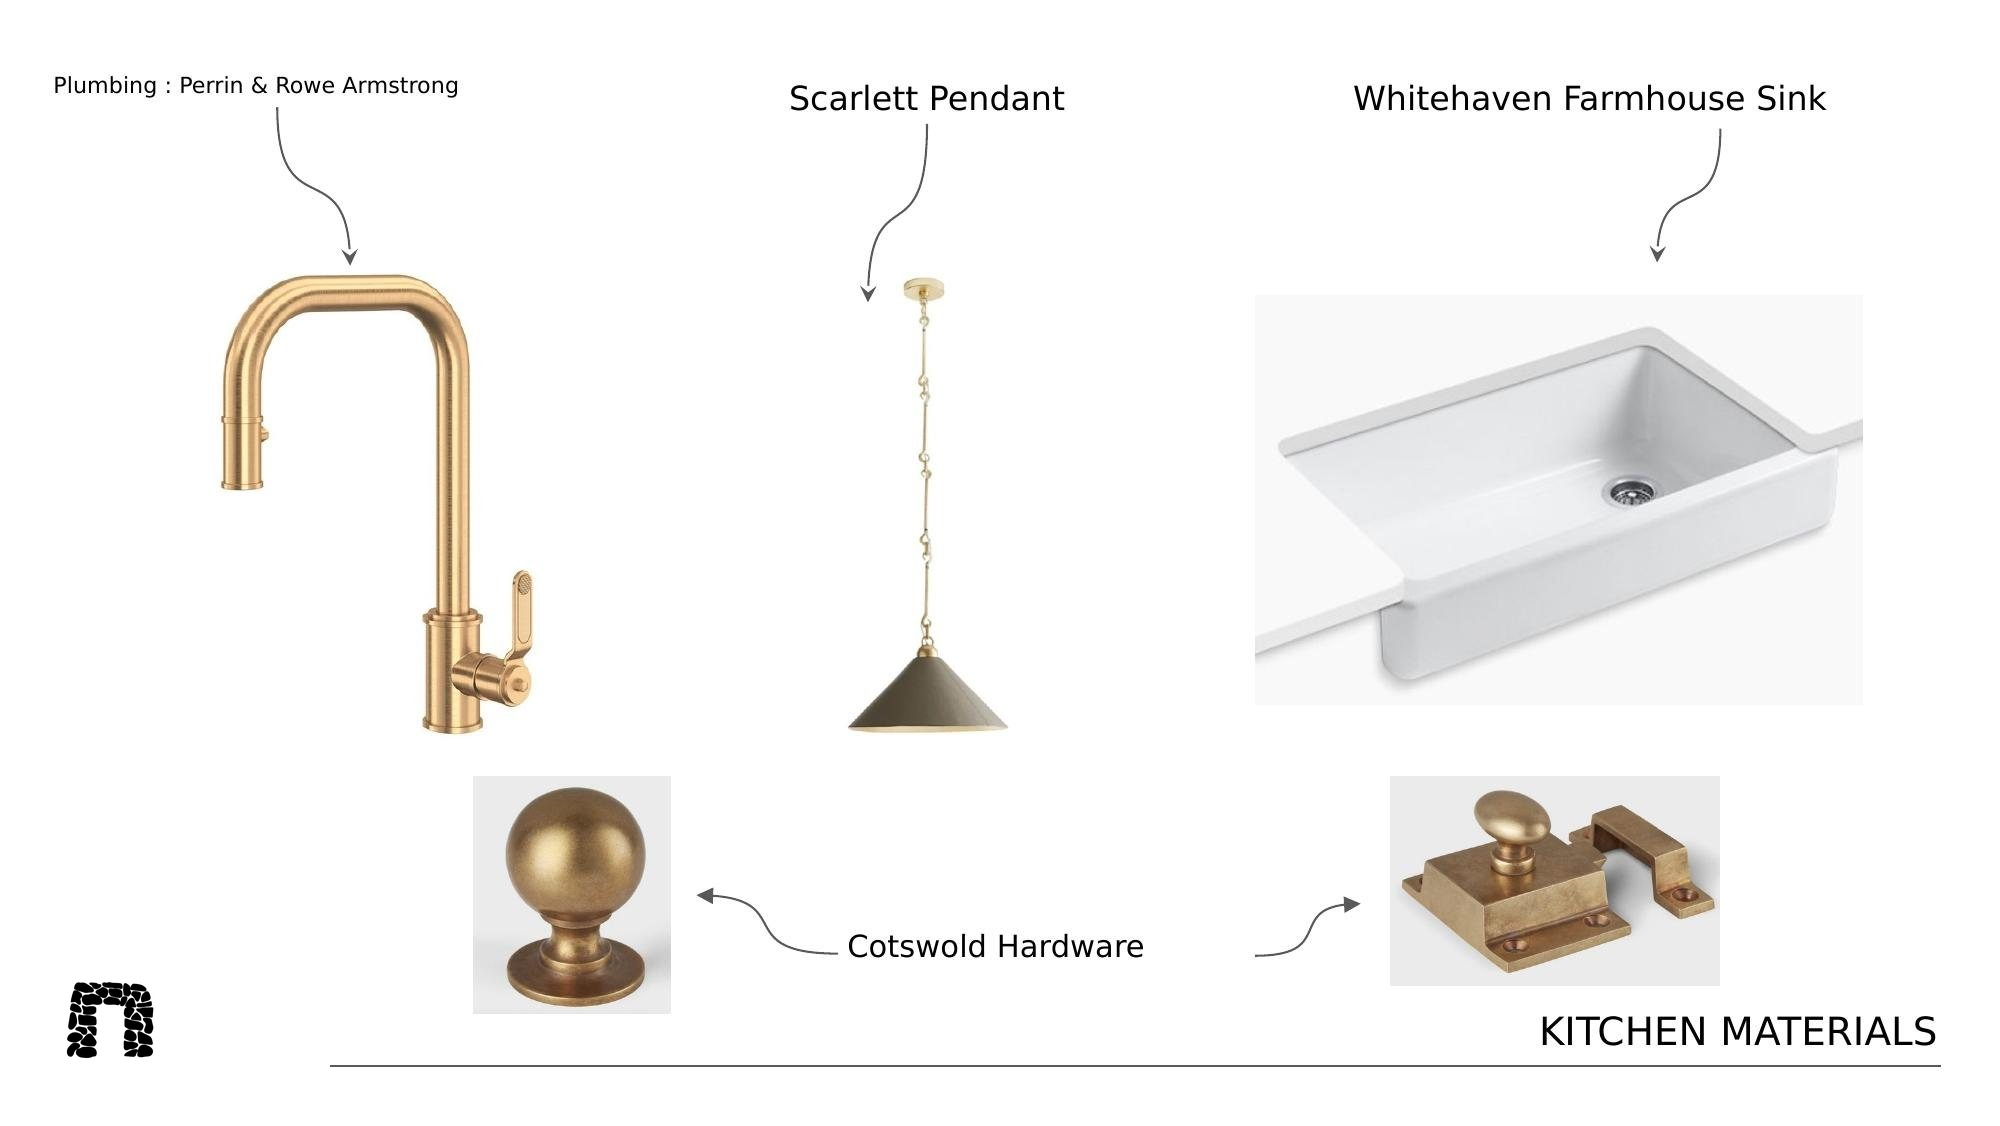 Plumbing : Perrin & Rowe Armstrong
Scarlett Pendant
Whitehaven Farmhouse Sink
Cotswold Hardware
KITCHEN MATERIALS